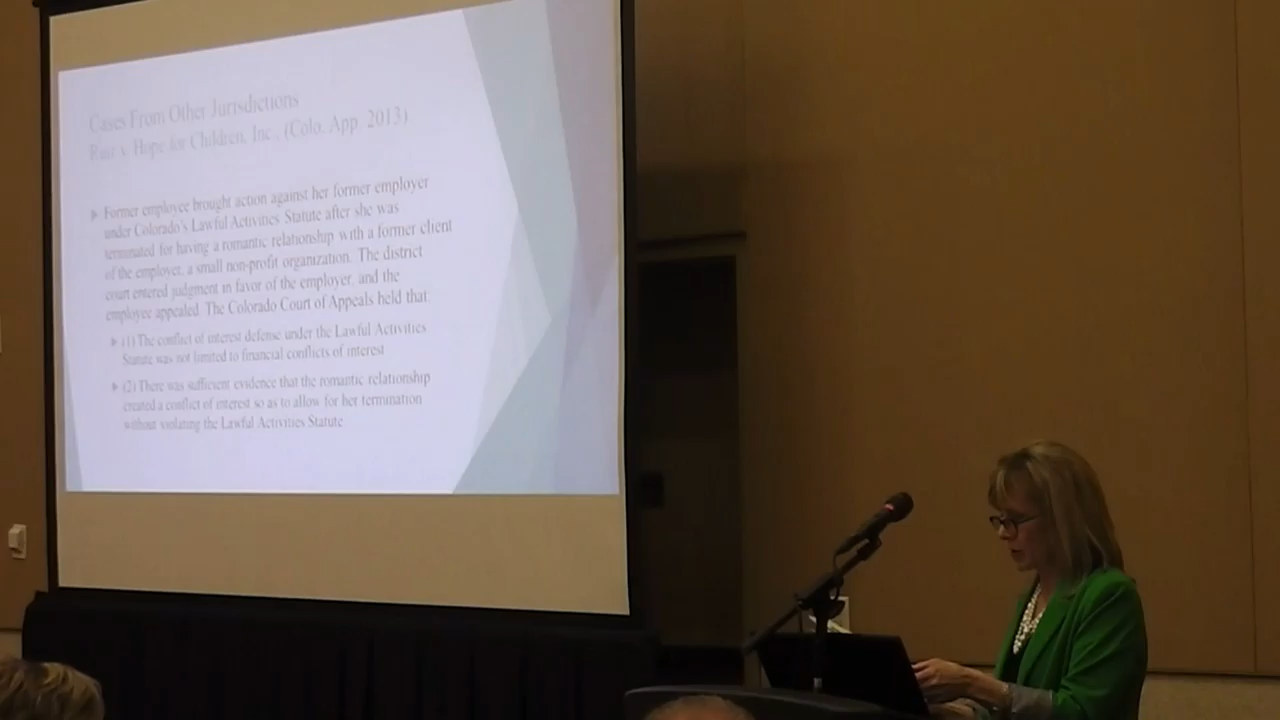 Cases From Other Jurisdictions
v. Hope for Children, Inc., (Colo. App. 2013)
Former employee brought action against her former employer
under Colorado's Lawful Activities Statute after she was
terminated for having a romantic relationship with a former client
of the employer, a small non-profit organization. The district
court entered judgment in favor of the employer, and the
employee appealed. The Colorado Court of Appeals held that:
(1) The conflict of interest defense under the Lawful Activities
Statute was not limited to financial conflicts of interest
(2) There was sufficient evidence that the romantic relationship
created a conflict of interest so as to allow for her termination
without violating the Lawful Activities Statute